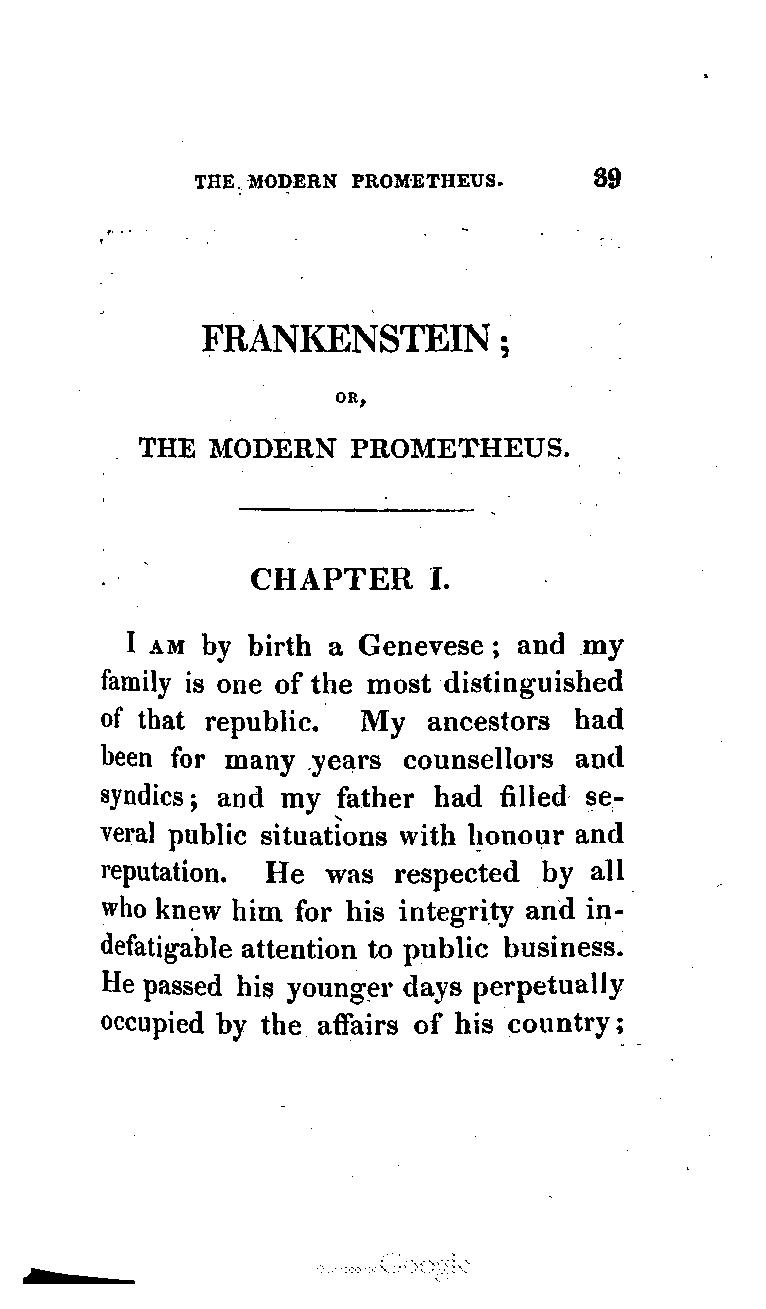 THE MODERN PROMETHEUS. 39
FRANKENSTEIN;
OR,
THE MODERN PROMETHEUS.
CHAPTER I.
I AM by birth a Genevese; and my
family is one of the most distinguished
of that republic. My ancestors had
been for many years counsellors and
syndics; and my father had filled se-
veral public situations with honour and
reputation. He was respected by all
who knew him for his integrity and in-
defatigable attention to public business.
He passed his younger days perpetually
occupied by the affairs of his country;
Google